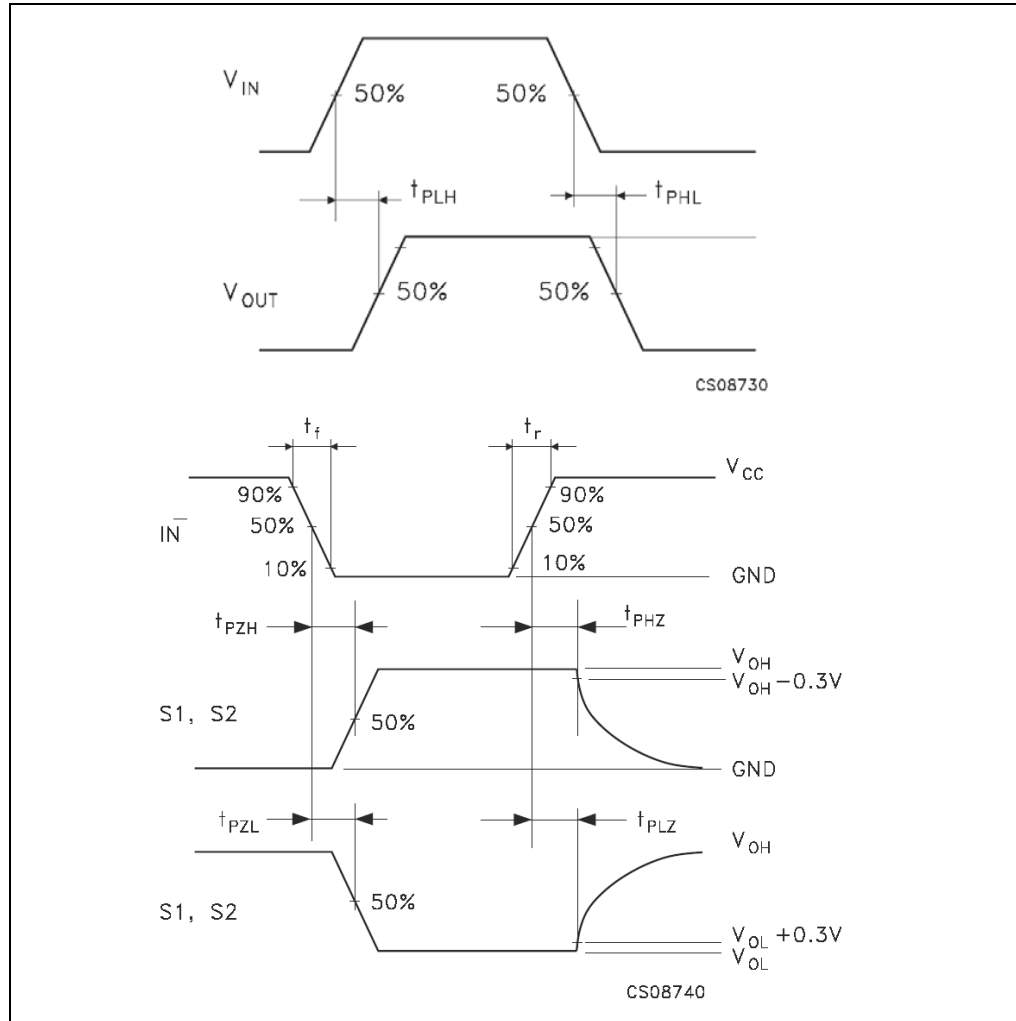 V_IN
50% 50%
t_PLH t_PHL
V_OUT
50% 50%
CS08730
t_f t_r
V_CC
90% 90%
IN‾ 50% 50%
10% 10%
GND
t_PZH t_PHZ
V_OH
V_OH-0.3V
S1, S2 50%
GND
t_PZL t_PLZ
V_OH
50%
S1, S2
V_OL+0.3V
V_OL
CS08740